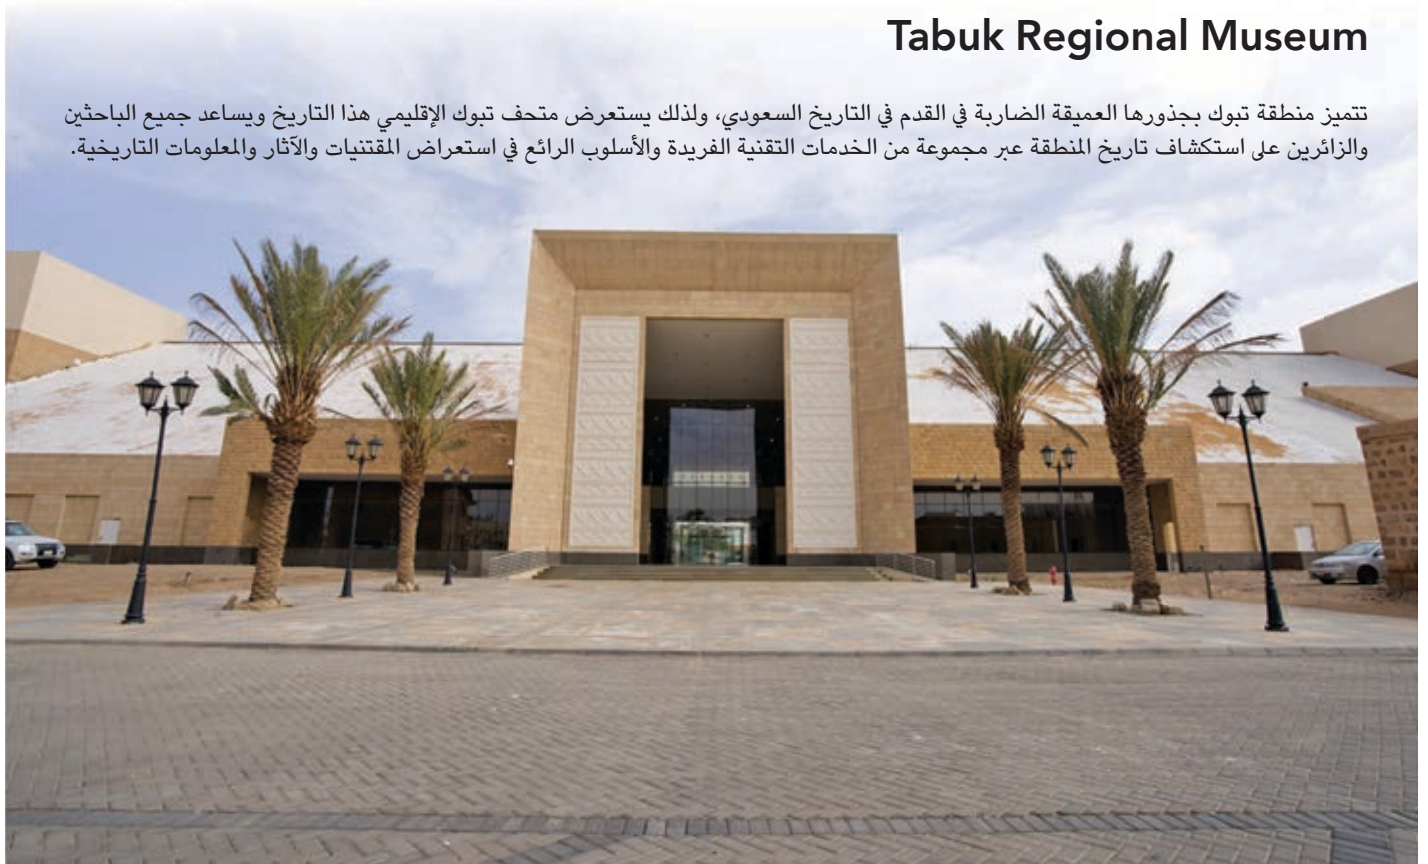 Tabuk Regional Museum
تتميز منطقة تبوك بجذورها العميقة الضاربة في القدم في التاريخ السعودي، ولذلك يستعرض متحف تبوك الإقليمي هذا التاريخ ويساعد جميع الباحثين
والزائرين على استكشاف تاريخ المنطقة عبر مجموعة من الخدمات التقنية الفريدة والأسلوب الرائع في استعراض المقتنيات والآثار والمعلومات التاريخية.